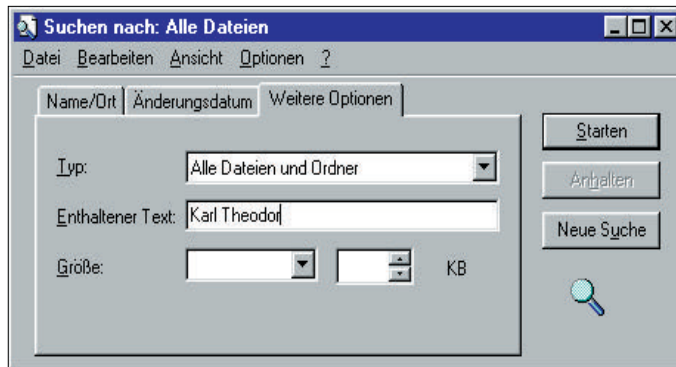 Suchen nach: Alle Dateien
Datei Bearbeiten Ansicht Optionen ?
Name/Ort Änderungsdatum Weitere Optionen
Typ: Alle Dateien und Ordner
Enthaltener Text: Karl Theodor
Größe: KB
Starten
Anhalten
Neue Suche